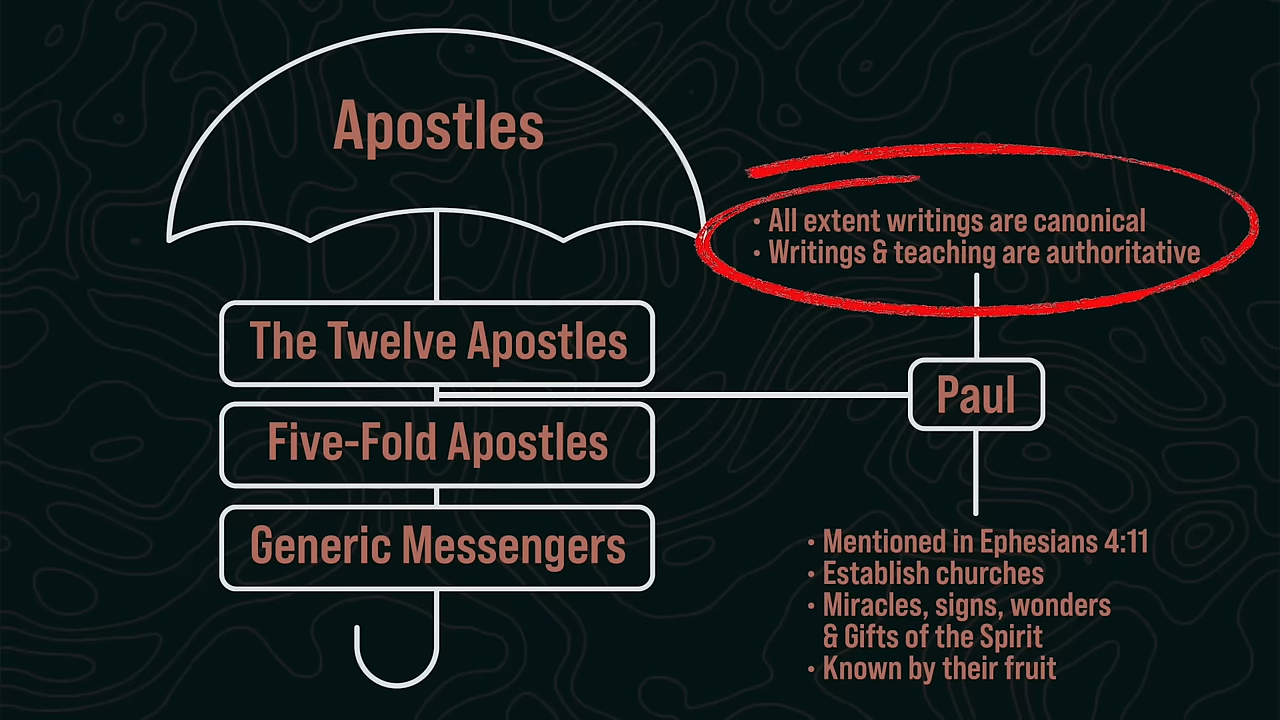 Apostles
The Twelve Apostles
Five-Fold Apostles
Generic Messengers
• All extent writings are canonical
• Writings & teaching are authoritative
Paul
• Mentioned in Ephesians 4:11
• Establish churches
• Miracles, signs, wonders
& Gifts of the Spirit
• Known by their fruit